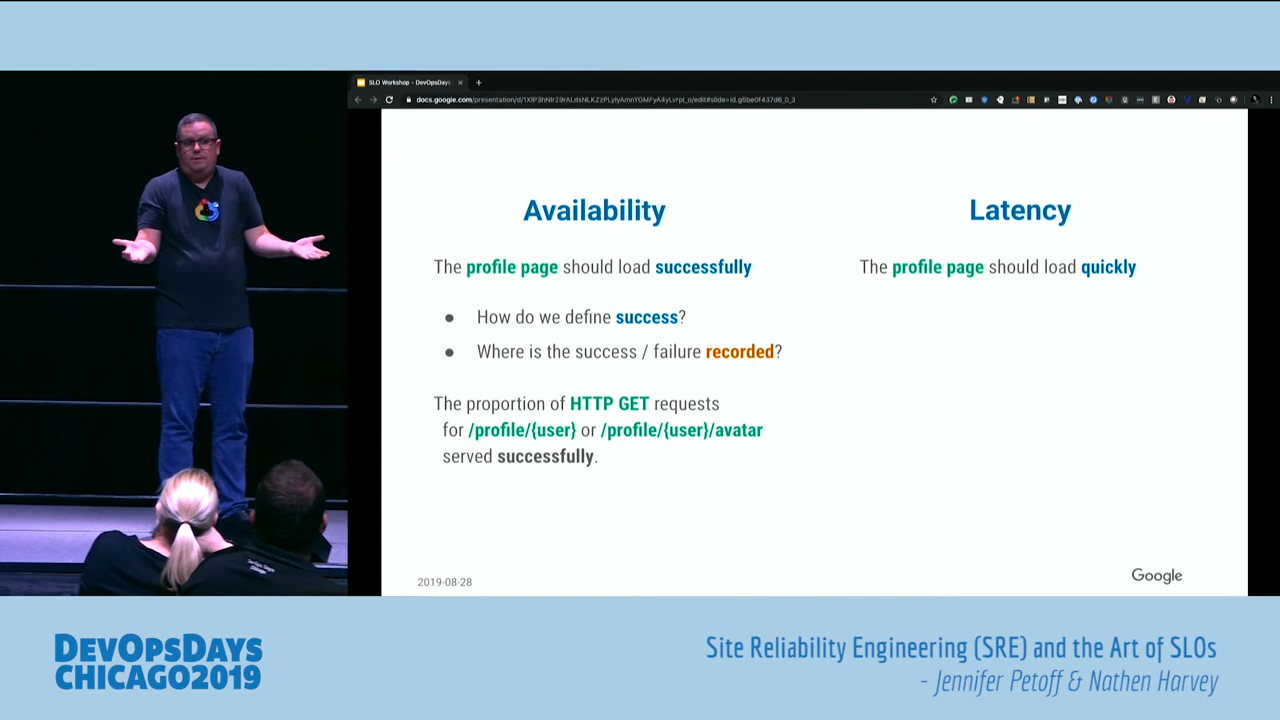 SLO Workshop - DevOpsDays
Availability
The profile page should load successfully
● How do we define success?
● Where is the success / failure recorded?
The proportion of HTTP GET requests
for /profile/{user} or /profile/{user}/avatar
served successfully.
Latency
The profile page should load quickly
2019-08-28
Google
DEVOPSDAYS
CHICAGO2019
Site Reliability Engineering (SRE) and the Art of SLOs
- Jennifer Petoff & Nathen Harvey